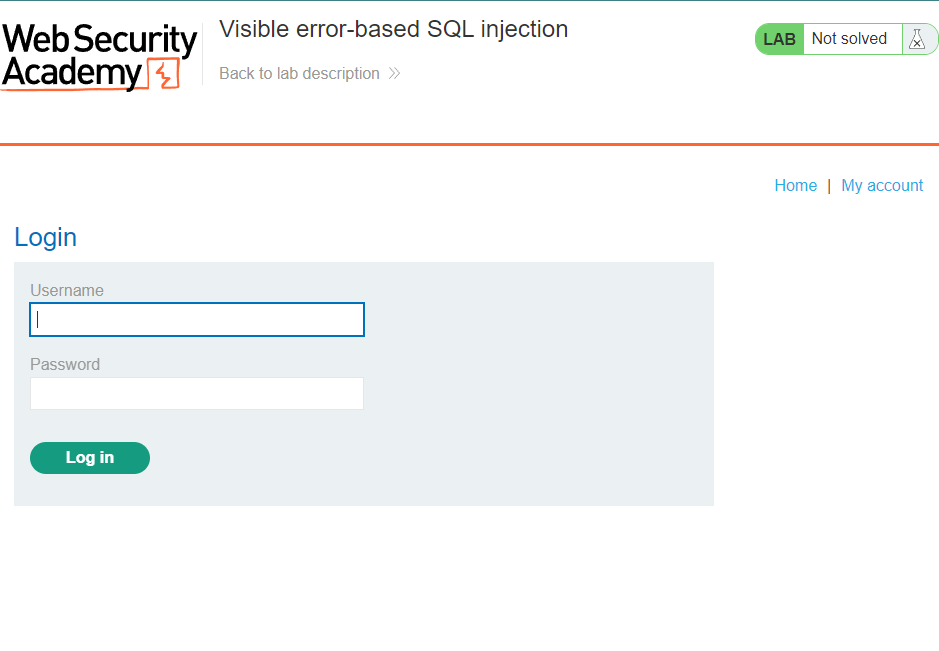 Web Security
Academy
Visible error-based SQL injection
Back to lab description
LAB
Not solved
Home | My account
Login
Username
Password
Log in